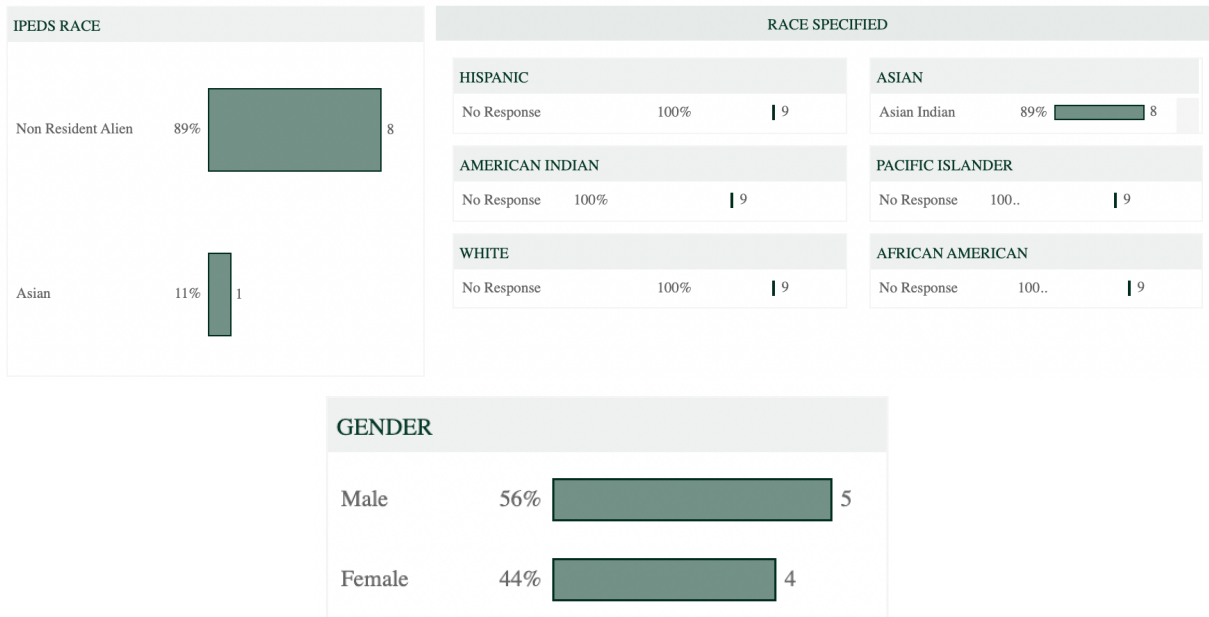 IPEDS RACE
Non Resident Alien 89% 8
Asian 11% 1
RACE SPECIFIED
HISPANIC
No Response 100% 9
ASIAN
Asian Indian 89% 8
AMERICAN INDIAN
No Response 100% 9
PACIFIC ISLANDER
No Response 100.. 9
WHITE
No Response 100% 9
AFRICAN AMERICAN
No Response 100.. 9
GENDER
Male 56% 5
Female 44% 4